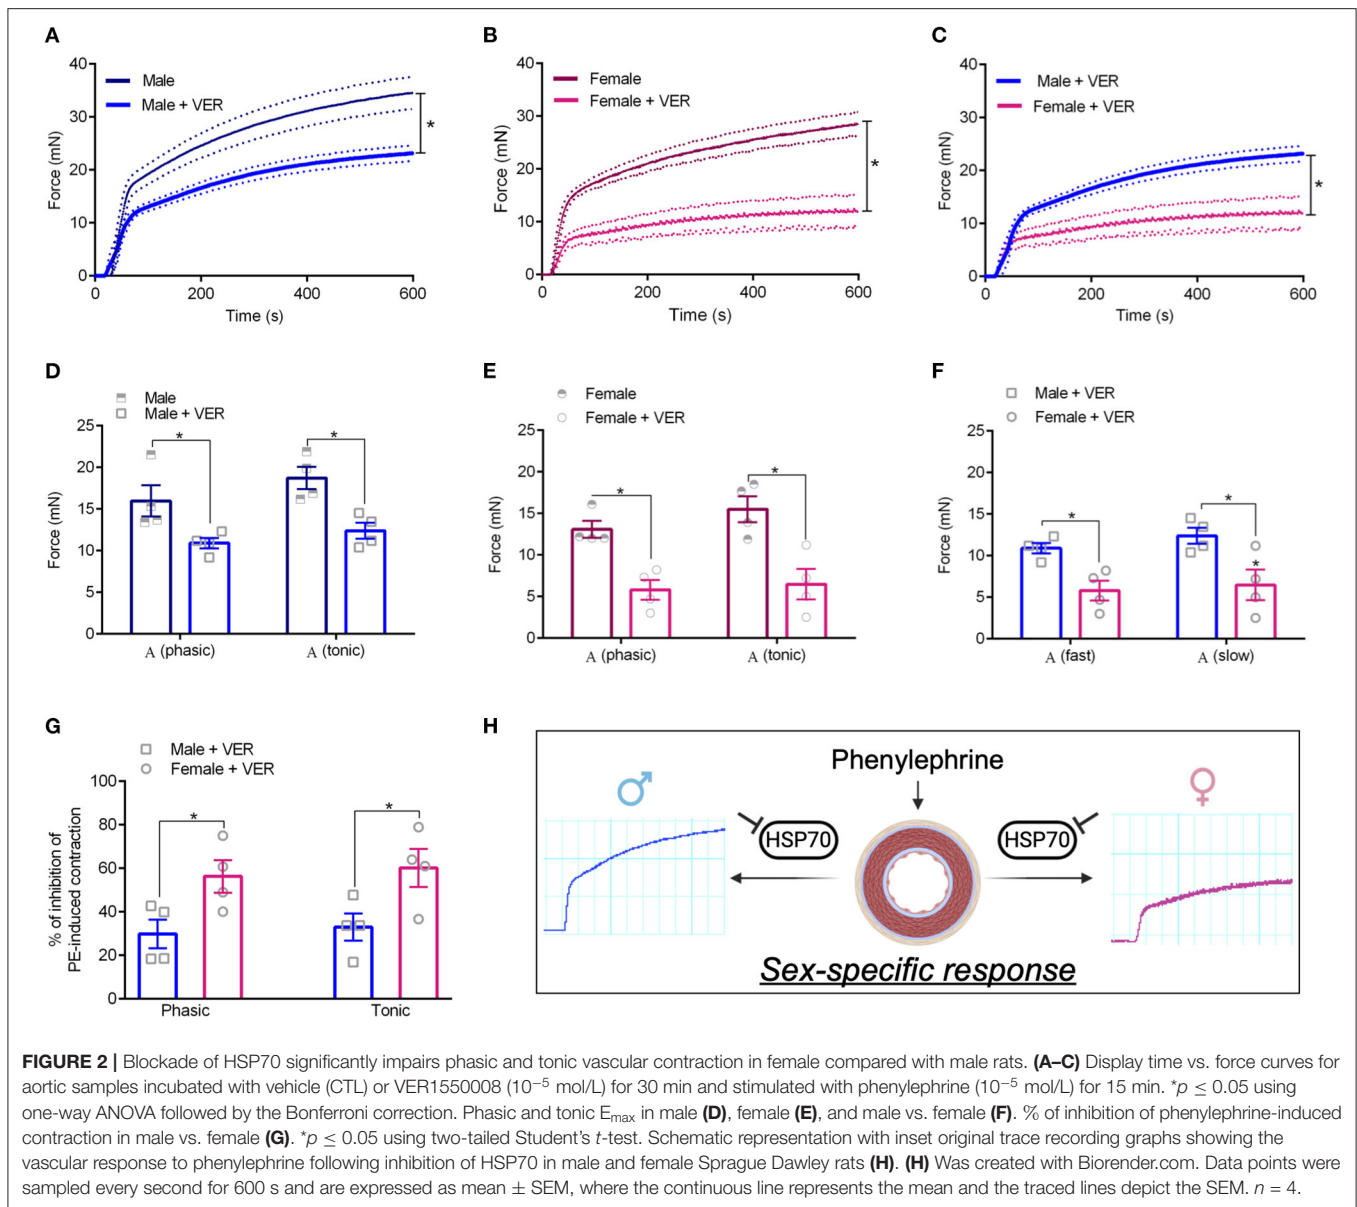 A
40
30
20
10
0
Force (mN)
Male
Male + VER
*
0 200 400 600
Time (s)
B
40
30
20
10
0
Force (mN)
Female
Female + VER
*
0 200 400 600
Time (s)
C
40
30
20
10
0
Force (mN)
Male + VER
Female + VER
*
0 200 400 600
Time (s)
D
Male
Male + VER
25
20
15
10
5
0
Force (mN)
* *
A (phasic) A (tonic)
E
Female
Female + VER
25
20
15
10
5
0
Force (mN)
* *
A (phasic) A (tonic)
F
Male + VER
Female + VER
25
20
15
10
5
0
Force (mN)
* *
*
A (fast) A (slow)
G
Male + VER
Female + VER
100
80
60
40
20
0
% of inhibition of
PE-induced contraction
* *
Phasic Tonic
H
Phenylephrine
♂ ♀
HSP70 HSP70
Sex-specific response
FIGURE 2 | Blockade of HSP70 significantly impairs phasic and tonic vascular contraction in female compared with male rats. (A–C) Display time vs. force curves for
aortic samples incubated with vehicle (CTL) or VER1550008 (10⁻⁵ mol/L) for 30 min and stimulated with phenylephrine (10⁻⁵ mol/L) for 15 min. *p ≤ 0.05 using
one-way ANOVA followed by the Bonferroni correction. Phasic and tonic Emax in male (D), female (E), and male vs. female (F). % of inhibition of phenylephrine-induced
contraction in male vs. female (G). *p ≤ 0.05 using two-tailed Student's t-test. Schematic representation with inset original trace recording graphs showing the
vascular response to phenylephrine following inhibition of HSP70 in male and female Sprague Dawley rats (H). (H) Was created with Biorender.com. Data points were
sampled every second for 600 s and are expressed as mean ± SEM, where the continuous line represents the mean and the traced lines depict the SEM. n = 4.